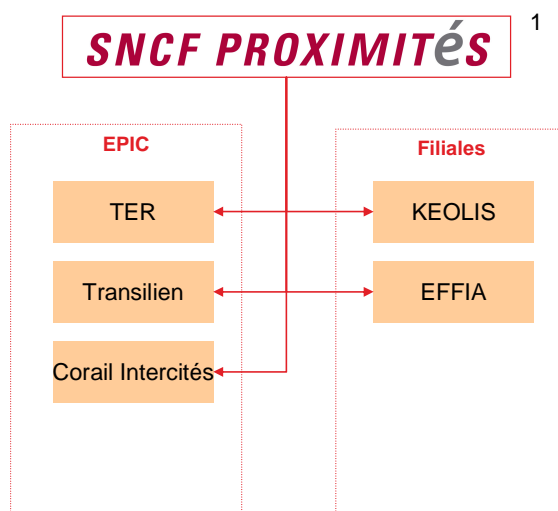 SNCF PROXIMITéS
1
EPIC
Filiales
TER
KEOLIS
Transilien
EFFIA
Corail Intercités